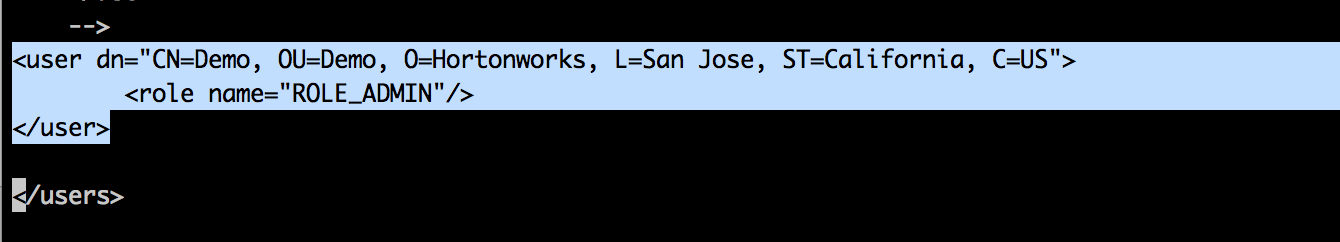 -->
<user dn="CN=Demo, OU=Demo, O=Hortonworks, L=San Jose, ST=California, C=US">
<role name="ROLE_ADMIN"/>
</user>
</users>